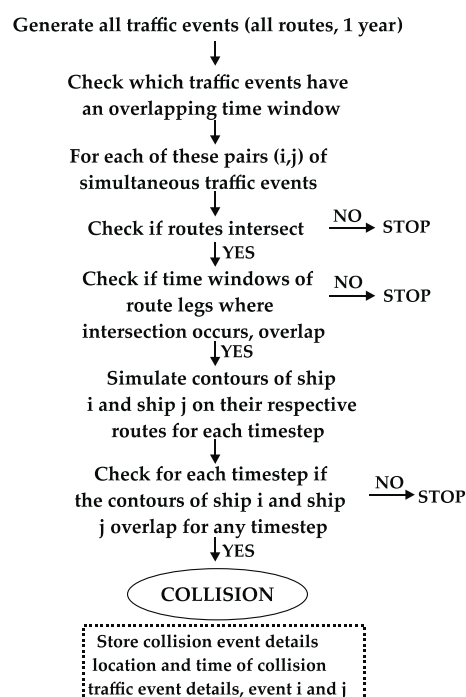 Generate all traffic events (all routes, 1 year)
Check which traffic events have
an overlapping time window
For each of these pairs (i,j) of
simultaneous traffic events
Check if routes intersect
NO
STOP
YES
Check if time windows of
route legs where
intersection occurs, overlap
NO
STOP
YES
Simulate contours of ship
i and ship j on their respective
routes for each timestep
Check for each timestep if
the contours of ship i and ship
j overlap for any timestep
NO
STOP
YES
COLLISION
Store collision event details
location and time of collision
traffic event details, event i and j